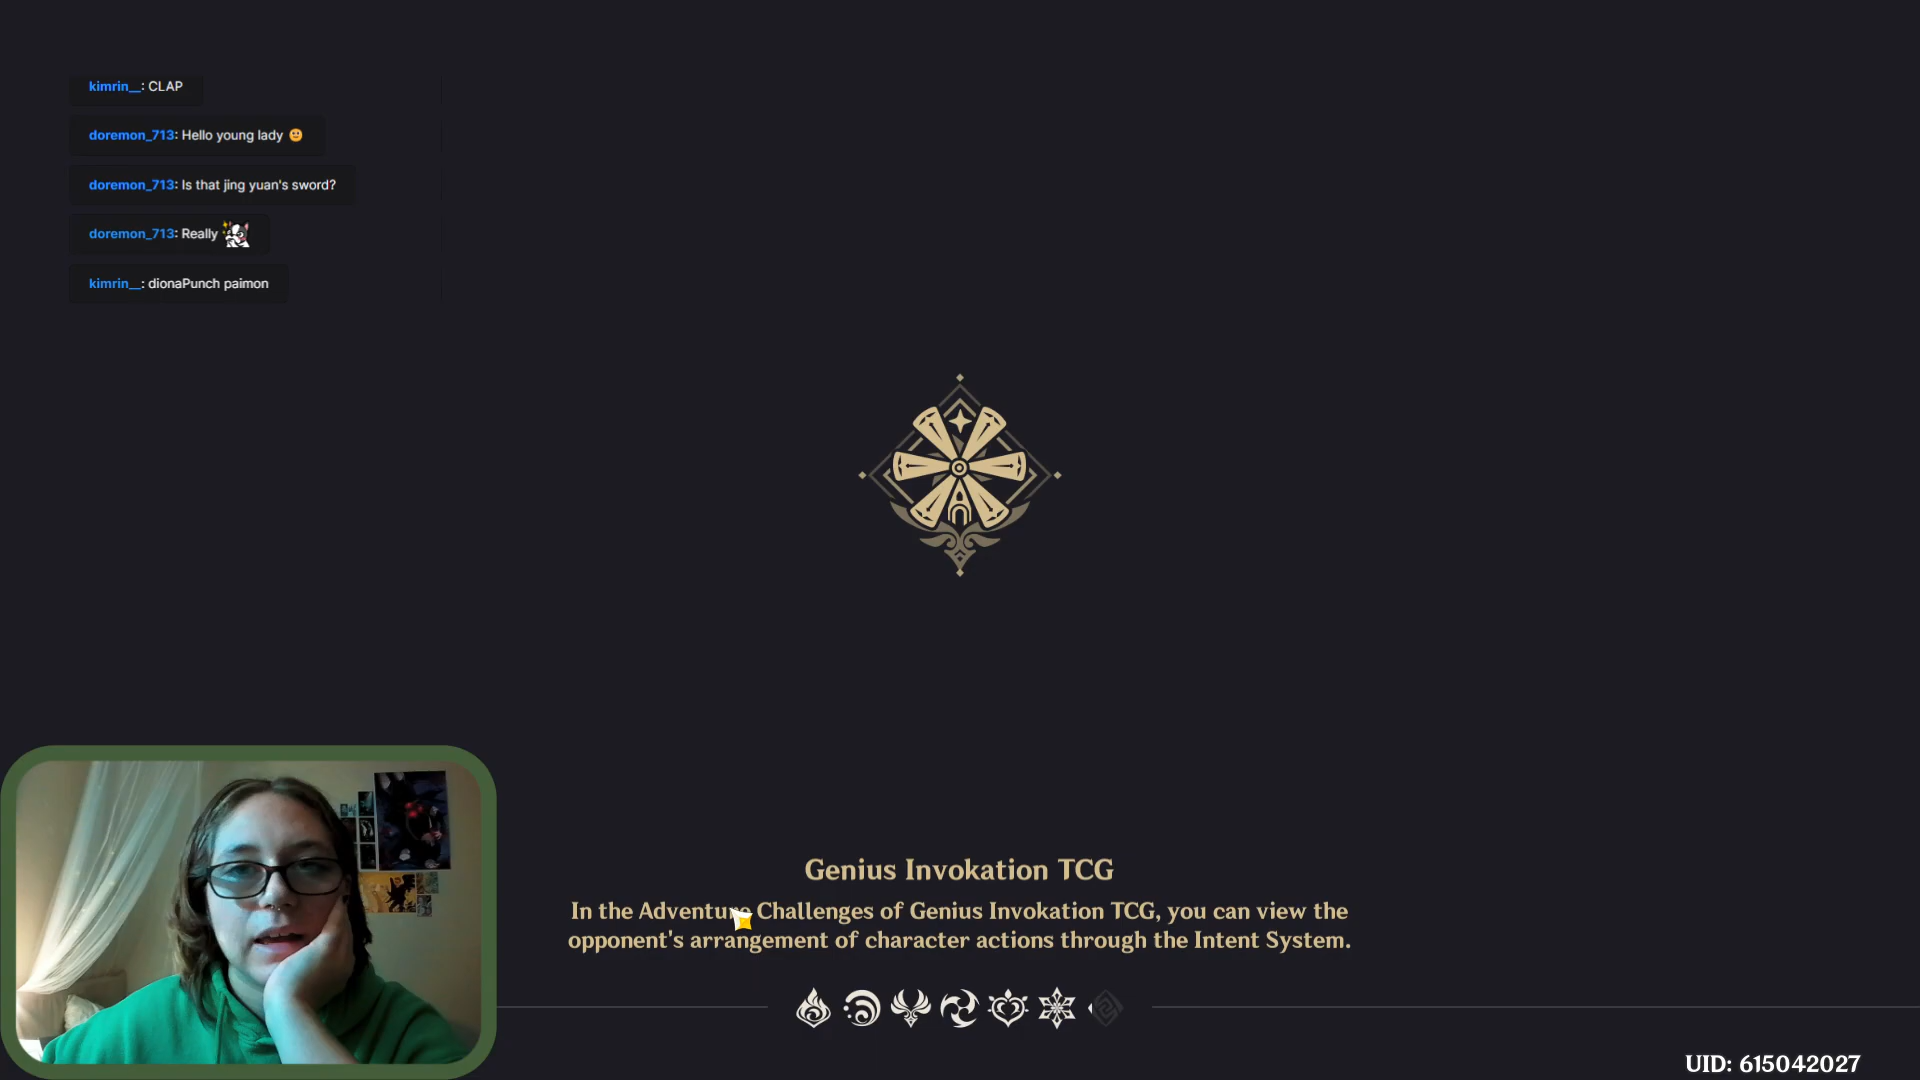 kimrin__: CLAP
doremon_713: Hello young lady 😐
doremon_713: Is that jing yuan's sword?
doremon_713: Really
kimrin__: dionaPunch paimon
Genius Invokation TCG
In the Adventure Challenges of Genius Invokation TCG, you can view the
opponent's arrangement of character actions through the Intent System.
UID: 615042027